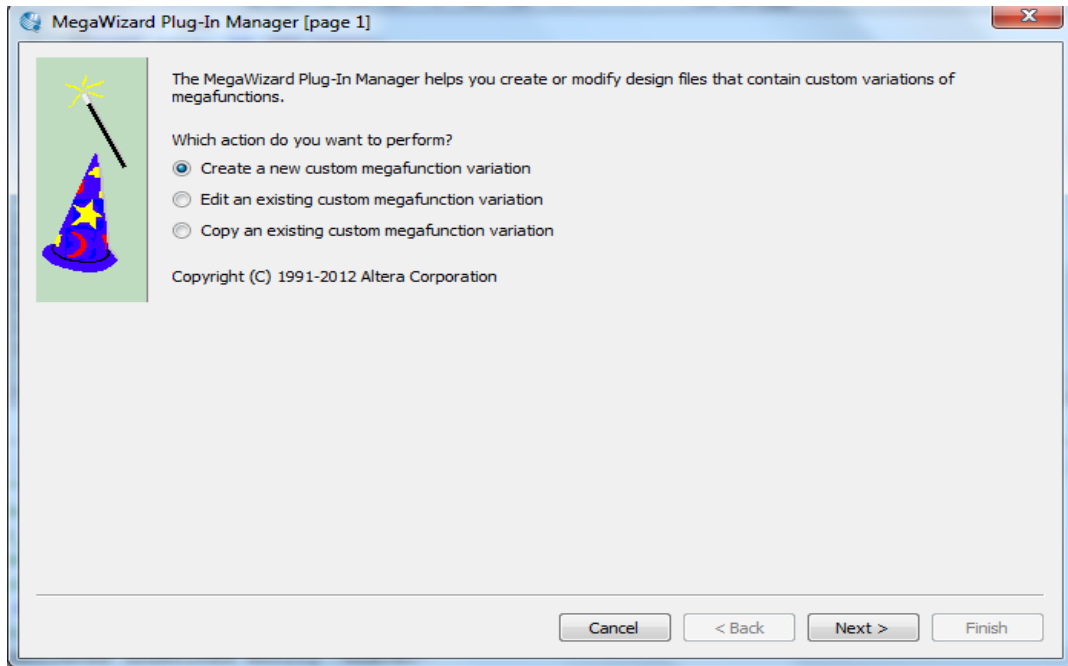 MegaWizard Plug-In Manager [page 1]
The MegaWizard Plug-In Manager helps you create or modify design files that contain custom variations of
megafunctions.
Which action do you want to perform?
Create a new custom megafunction variation
Edit an existing custom megafunction variation
Copy an existing custom megafunction variation
Copyright (C) 1991-2012 Altera Corporation
Cancel < Back Next > Finish